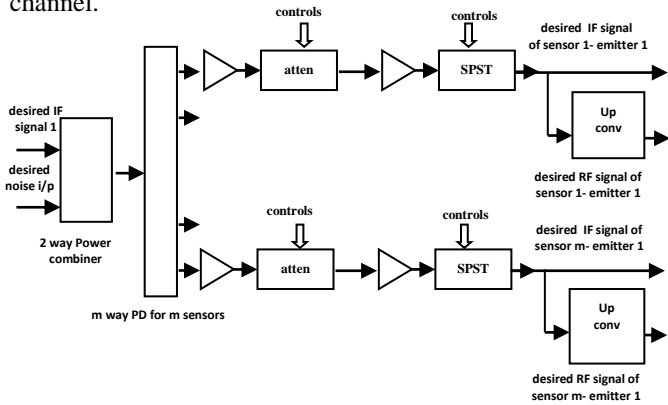 channel.
controls
controls
desired IF signal
of sensor 1- emitter 1
atten
SPST
Up
conv
desired IF
signal 1
desired
noise i/p
desired RF signal of
sensor 1- emitter 1
2 way Power
combiner
controls
controls
desired IF signal of
sensor m- emitter 1
atten
SPST
Up
conv
m way PD for m sensors
desired RF signal of
sensor m- emitter 1